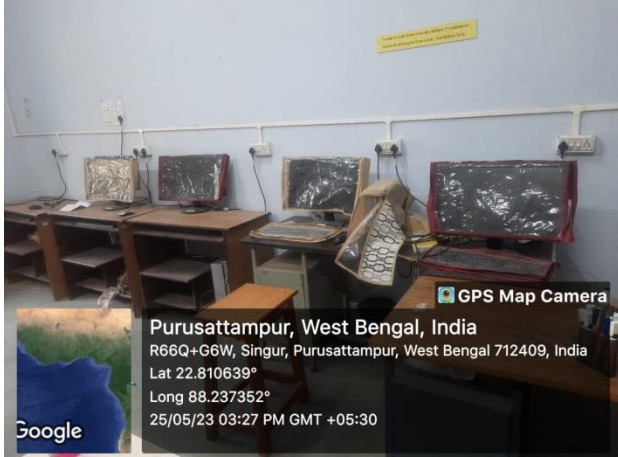 GPS Map Camera
Purusattampur, West Bengal, India
R66Q+G6W, Singur, Purusattampur, West Bengal 712409, India
Lat 22.810639°
Long 88.237352°
25/05/23 03:27 PM GMT +05:30
Google